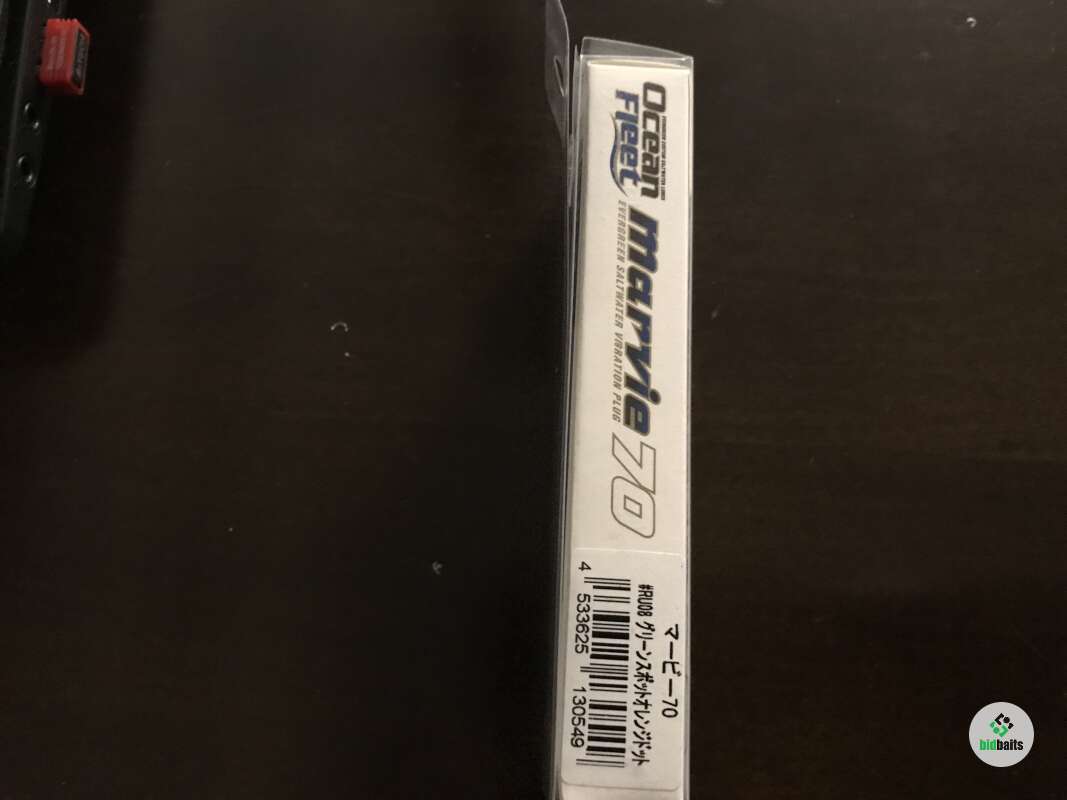 Ocean
Fleet
marvie 70
EVERGREEN SALTWATER VIBRATION PLUG
マービー70
#RU08 グリーンスポットオレンジドット
4 533625 130549
bidbaits